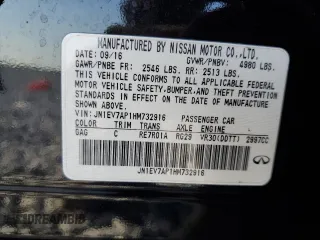 MANUFACTURED BY NISSAN MOTOR CO.,LTD.
DATE: 09/16 GVWR/PNBV: 4980 LBS.
GAWR/PNBE FR: 2546 LBS. RR: 2513 LBS.
THIS VEHICLE CONFORMS TO ALL APPLICABLE
FEDERAL MOTOR VEHICLE SAFETY, BUMPER, AND
THEFT PREVENTION STANDARDS IN EFFECT ON THE
DATE OF MANUFACTURE SHOWN ABOVE.
VIN: JN1EV7AP1HM732916 PASSENGER CAR
COLOR TRIM TRANS AXLE ENGINE
GAG C RE7R01A RG29 VR30(DDTT) 2997CC
JN1EV7AP1HM732916
INFINITI